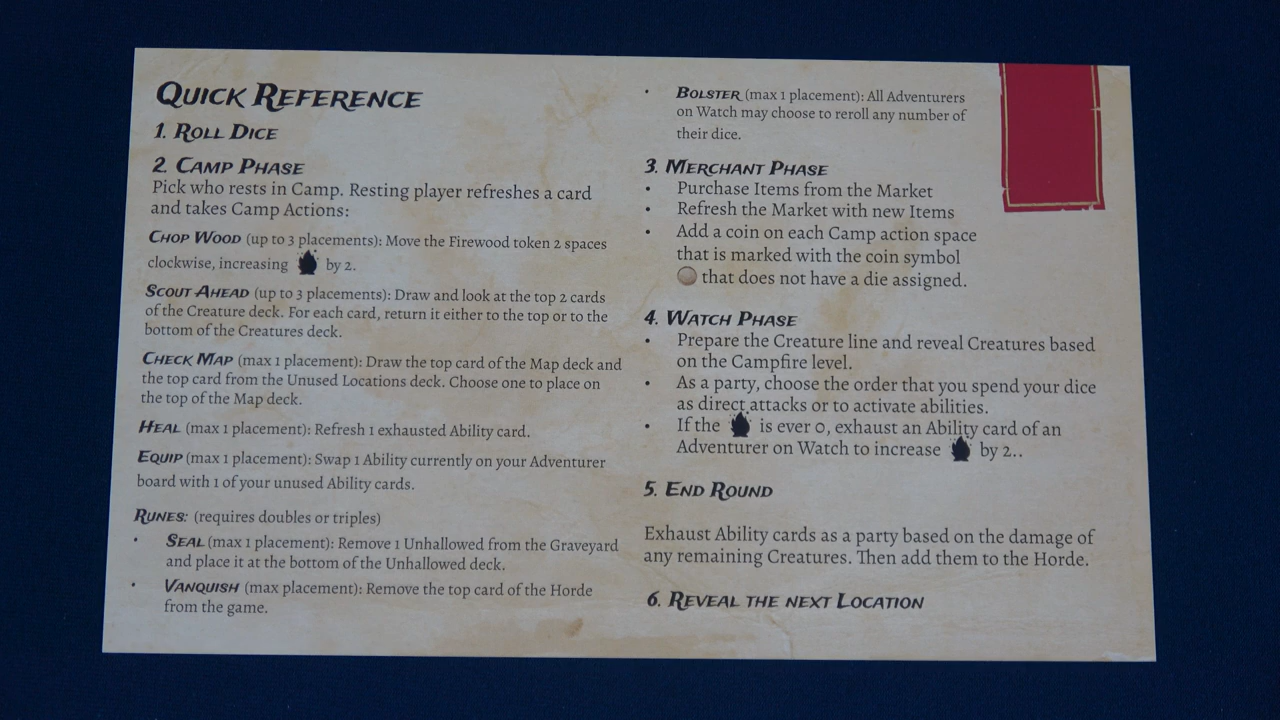 Quick Reference
1. Roll Dice
2. Camp Phase
Pick who rests in Camp. Resting player refreshes a card
and takes Camp Actions:
Chop Wood (up to 3 placements): Move the Firewood token 2 spaces
clockwise, increasing by 2.
Scout Ahead (up to 3 placements): Draw and look at the top 2 cards
of the Creature deck. For each card, return it either to the top or to the
bottom of the Creatures deck.
Check Map (max 1 placement): Draw the top card of the Map deck and
the top card from the Unused Locations deck. Choose one to place on
the top of the Map deck.
Heal (max 1 placement): Refresh 1 exhausted Ability card.
Equip (max 1 placement): Swap 1 Ability currently on your Adventurer
board with 1 of your unused Ability cards.
Runes: (requires doubles or triples)
• Seal (max 1 placement): Remove 1 Unhallowed from the Graveyard
and place it at the bottom of the Unhallowed deck.
• Vanquish (max placement): Remove the top card of the Horde
from the game.
• Bolster (max 1 placement): All Adventurers
on Watch may choose to reroll any number of
their dice.
3. Merchant Phase
• Purchase Items from the Market
• Refresh the Market with new Items
• Add a coin on each Camp action space
that is marked with the coin symbol
that does not have a die assigned.
4. Watch Phase
• Prepare the Creature line and reveal Creatures based
on the Campfire level.
• As a party, choose the order that you spend your dice
as direct attacks or to activate abilities.
• If the is ever 0, exhaust an Ability card of an
Adventurer on Watch to increase by 2..
5. End Round
Exhaust Ability cards as a party based on the damage of
any remaining Creatures. Then add them to the Horde.
6. Reveal the next Location